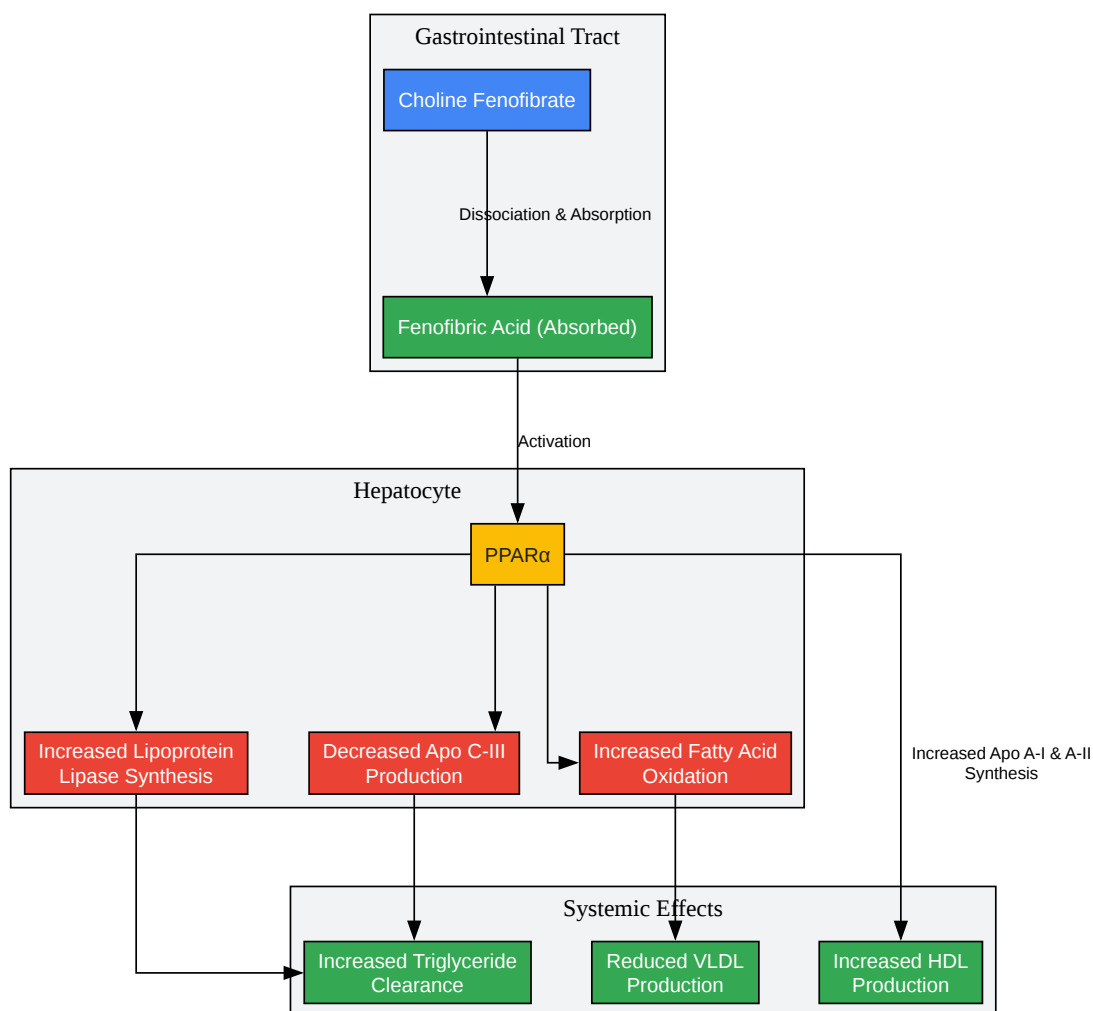 Gastrointestinal Tract
Choline Fenofibrate
Dissociation & Absorption
Fenofibric Acid (Absorbed)
Activation
Hepatocyte
PPARα
Increased Lipoprotein
Lipase Synthesis
Decreased Apo C-III
Production
Increased Fatty Acid
Oxidation
Increased Apo A-I & A-II
Synthesis
Systemic Effects
Increased Triglyceride
Clearance
Reduced VLDL
Production
Increased HDL
Production